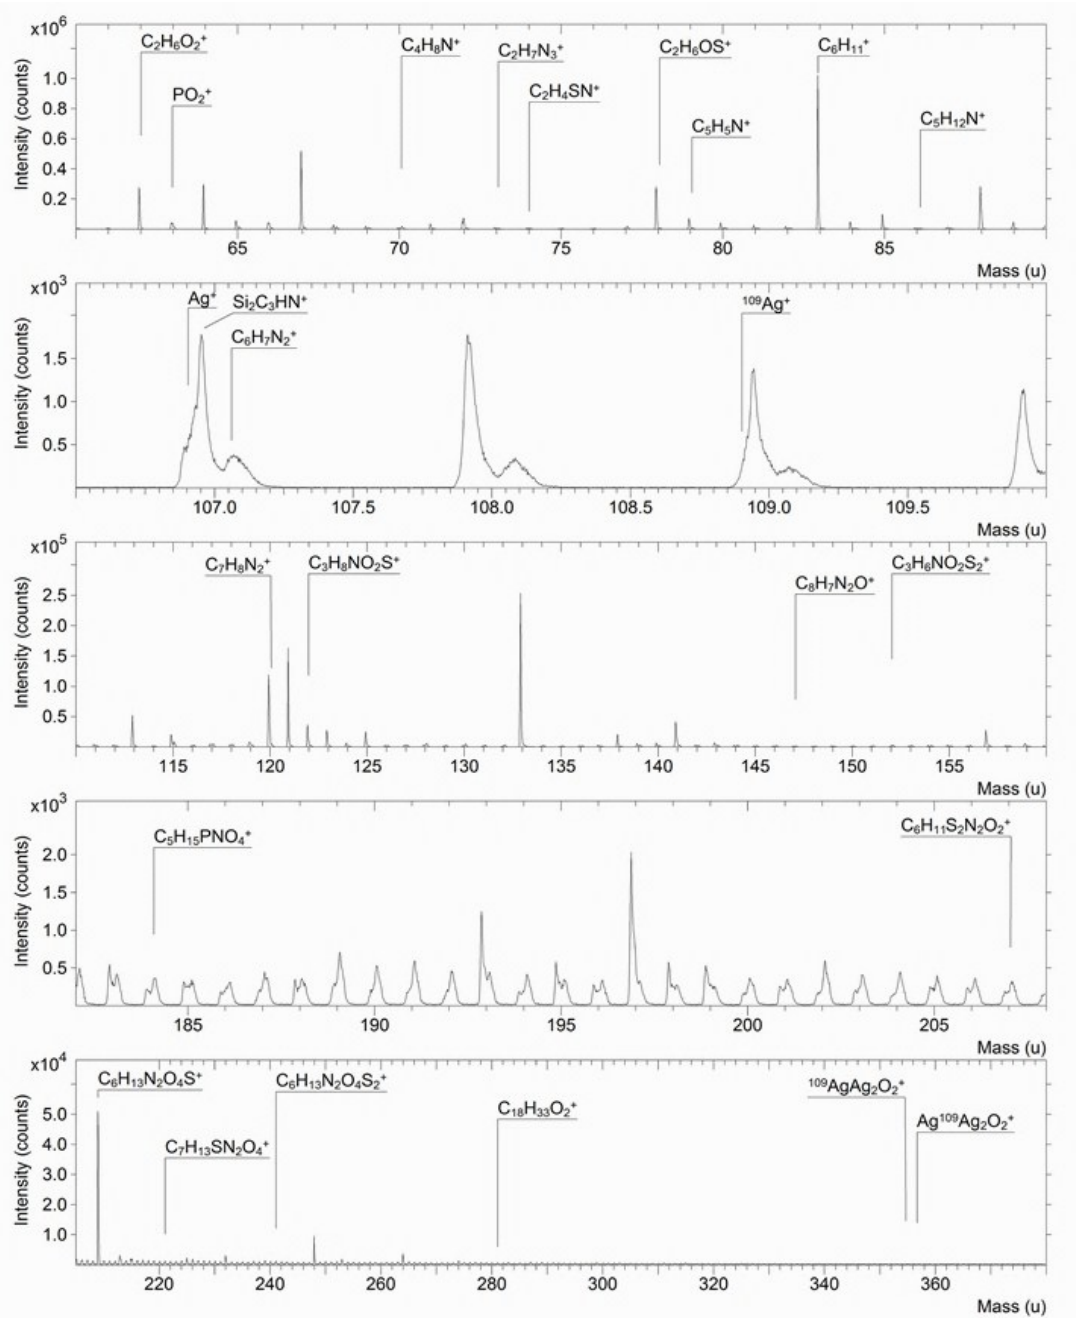 x10⁶
Intensity (counts)
C₂H₆O₂⁺
PO₂⁺
C₄H₈N⁺
C₂H₇N₃⁺
C₂H₄SN⁺
C₂H₆OS⁺
C₅H₅N⁺
C₆H₁₁⁺
C₅H₁₂N⁺
1.0
0.8
0.6
0.4
0.2
65 70 75 80 85
Mass (u)
x10³
Intensity (counts)
Ag⁺
Si₂C₃HN⁺
C₆H₇N₂⁺
¹⁰⁹Ag⁺
1.5
1.0
0.5
107.0 107.5 108.0 108.5 109.0 109.5
Mass (u)
x10⁵
Intensity (counts)
C₇H₈N₂⁺
C₃H₈NO₂S⁺
C₈H₇N₂O⁺
C₃H₆NO₂S₂⁺
2.5
2.0
1.5
1.0
0.5
115 120 125 130 135 140 145 150 155
Mass (u)
x10³
Intensity (counts)
C₅H₁₅PNO₄⁺
C₆H₁₁S₂N₂O₂⁺
2.0
1.5
1.0
0.5
185 190 195 200 205
Mass (u)
x10⁴
Intensity (counts)
C₆H₁₃N₂O₄S⁺
C₇H₁₃SN₂O₄⁺
C₆H₁₃N₂O₄S₂⁺
C₁₈H₃₃O₂⁺
¹⁰⁹AgAg₂O₂⁺
Ag¹⁰⁹Ag₂O₂⁺
5.0
4.0
3.0
2.0
1.0
220 240 260 280 300 320 340 360
Mass (u)